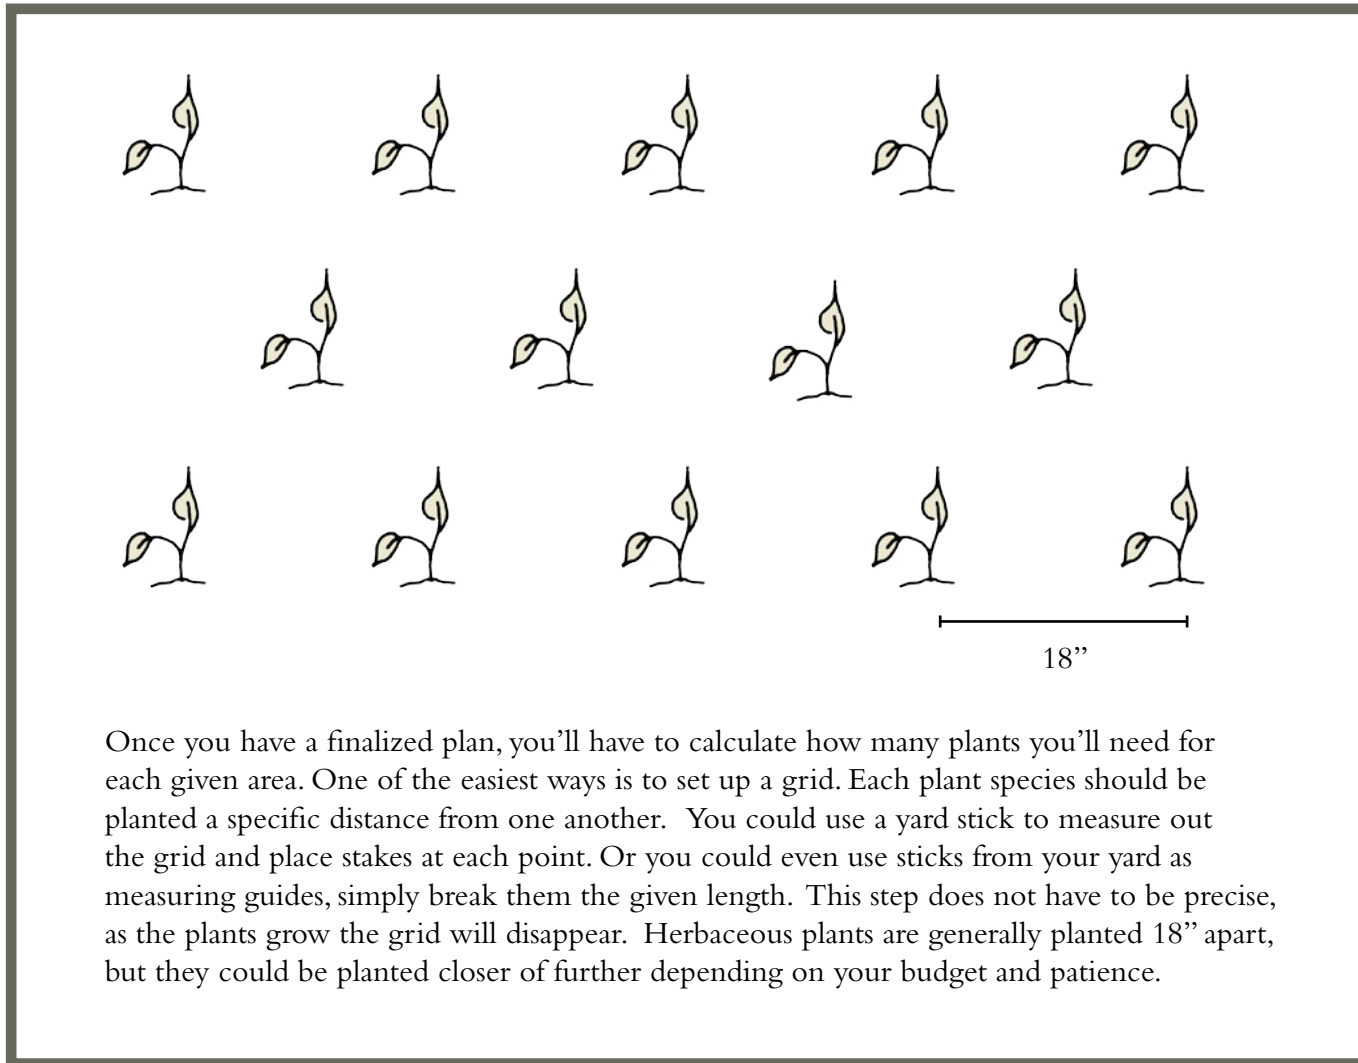 18”
Once you have a finalized plan, you’ll have to calculate how many plants you’ll need for
each given area. One of the easiest ways is to set up a grid. Each plant species should be
planted a specific distance from one another.  You could use a yard stick to measure out
the grid and place stakes at each point. Or you could even use sticks from your yard as
measuring guides, simply break them the given length.  This step does not have to be precise,
as the plants grow the grid will disappear.  Herbaceous plants are generally planted 18” apart,
but they could be planted closer of further depending on your budget and patience.